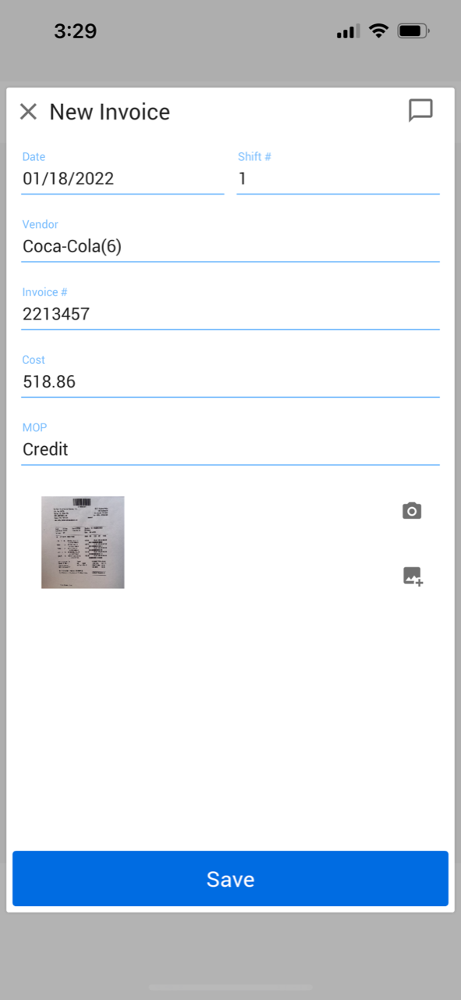 3:29
New Invoice
Date
Shift #
01/18/2022
1
Vendor
Coca-Cola(6)
Invoice #
2213457
Cost
518.86
MOP
Credit
Save